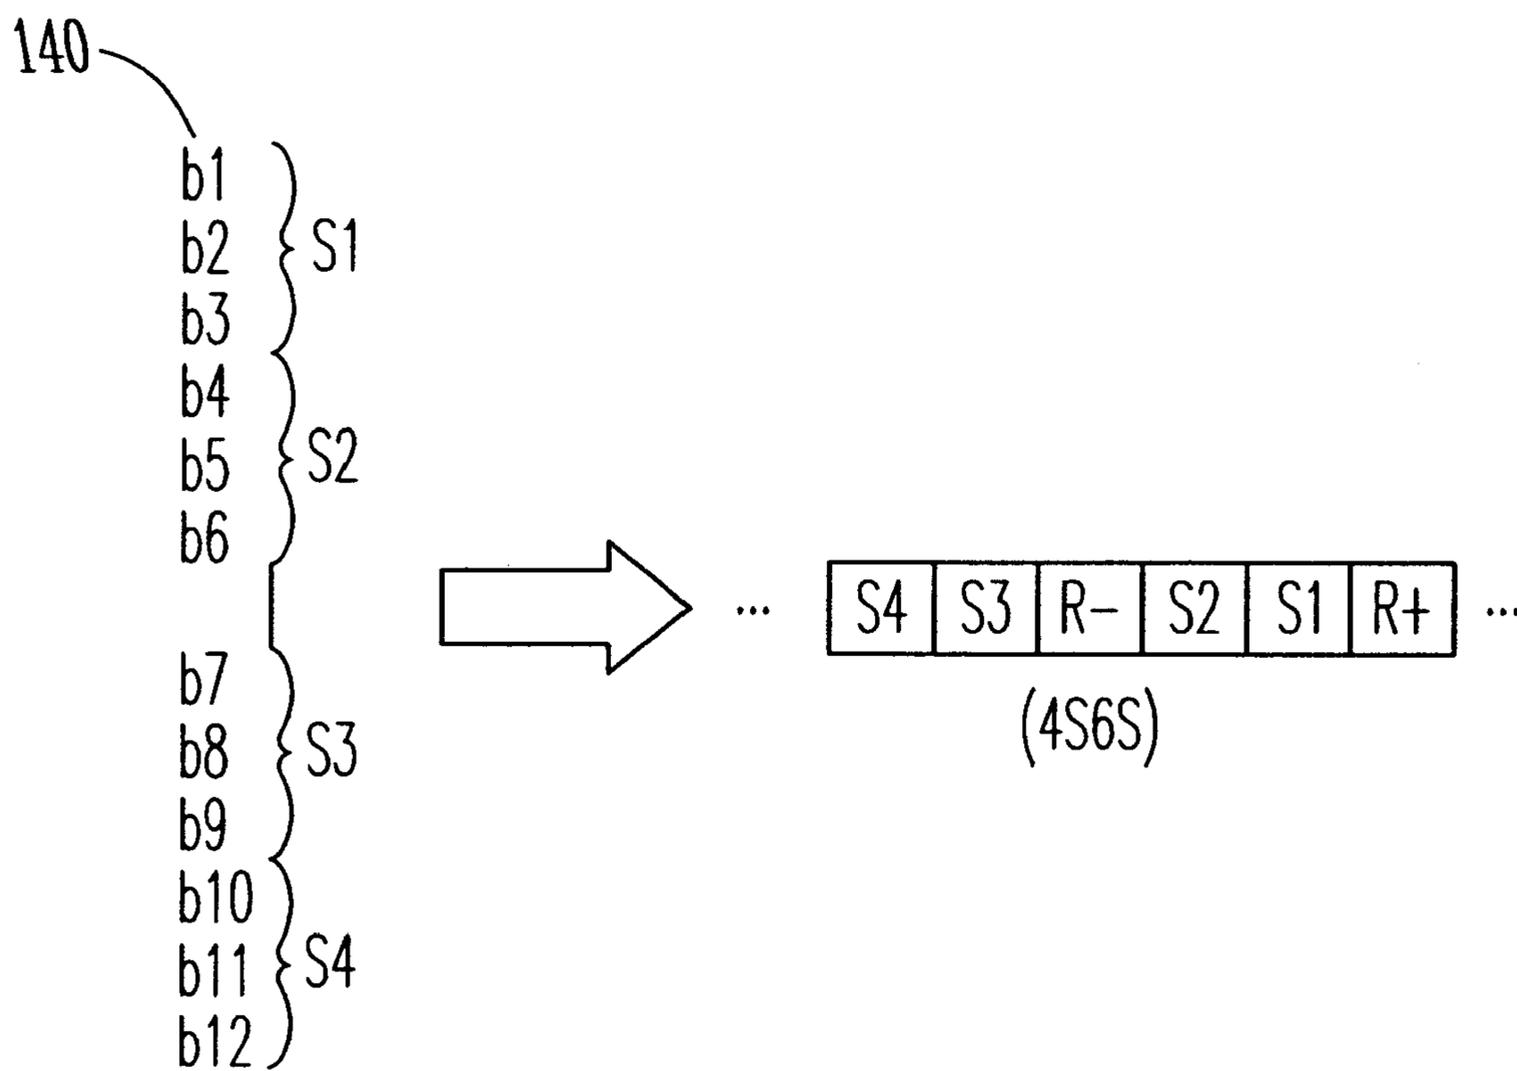 140
b1
b2
b3
S1
b4
b5
b6
S2
b7
b8
b9
S3
b10
b11
b12
S4
... S4 S3 R- S2 S1 R+ ...
(4S6S)